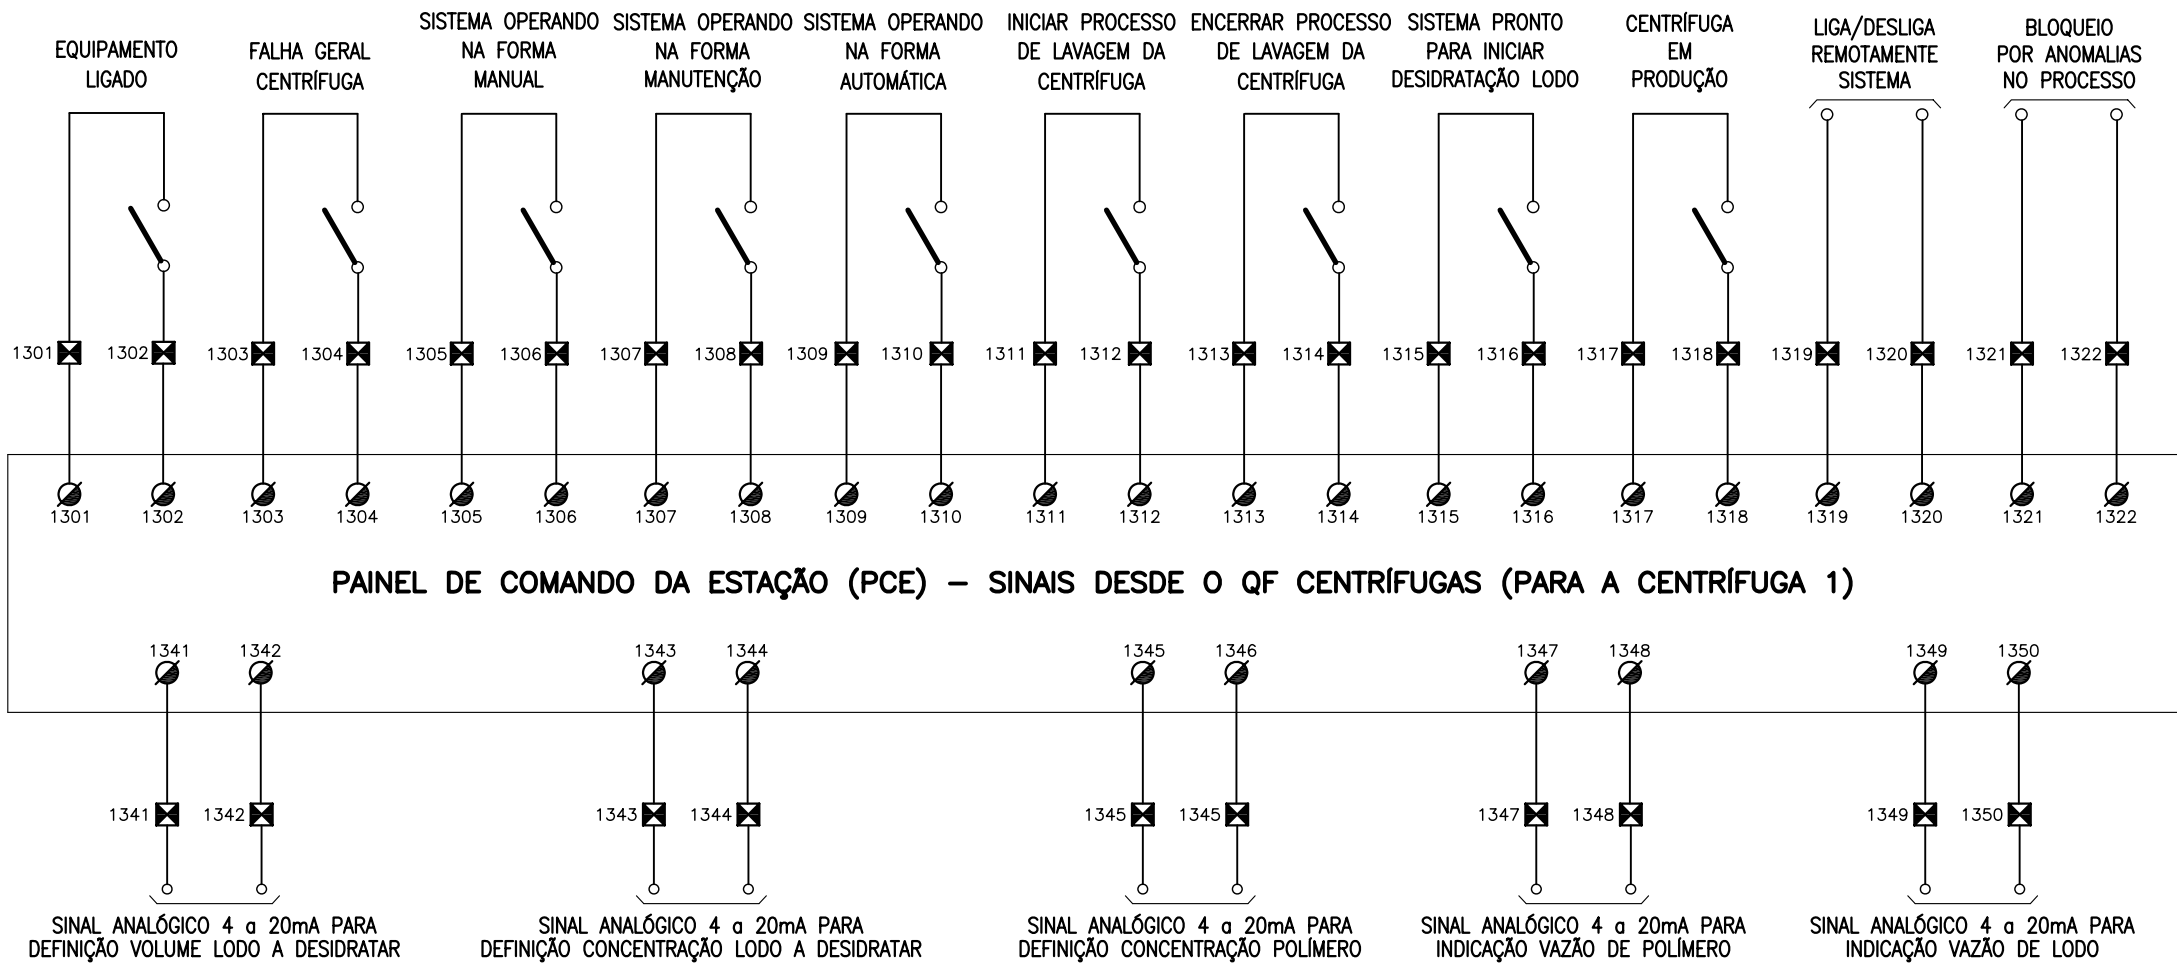 EQUIPAMENTO
LIGADO
FALHA GERAL
CENTRÍFUGA
SISTEMA OPERANDO
NA FORMA
MANUAL
SISTEMA OPERANDO
NA FORMA
MANUTENÇÃO
SISTEMA OPERANDO
NA FORMA
AUTOMÁTICA
INICIAR PROCESSO
DE LAVAGEM DA
CENTRÍFUGA
ENCERRAR PROCESSO
DE LAVAGEM DA
CENTRÍFUGA
SISTEMA PRONTO
PARA INICIAR
DESIDRATAÇÃO LODO
CENTRÍFUGA
EM
PRODUÇÃO
LIGA/DESLIGA
REMOTAMENTE
SISTEMA
BLOQUEIO
POR ANOMALIAS
NO PROCESSO
1301 1302 1303 1304 1305 1306 1307 1308 1309 1310 1311 1312 1313 1314 1315 1316 1317 1318 1319 1320 1321 1322
1301 1302 1303 1304 1305 1306 1307 1308 1309 1310 1311 1312 1313 1314 1315 1316 1317 1318 1319 1320 1321 1322
PAINEL DE COMANDO DA ESTAÇÃO (PCE) – SINAIS DESDE O QF CENTRÍFUGAS (PARA A CENTRÍFUGA 1)
1341 1342 1343 1344 1345 1346 1347 1348 1349 1350
1341 1342 1343 1344 1345 1345 1347 1348 1349 1350
SINAL ANALÓGICO 4 a 20mA PARA
DEFINIÇÃO VOLUME LODO A DESIDRATAR
SINAL ANALÓGICO 4 a 20mA PARA
DEFINIÇÃO CONCENTRAÇÃO LODO A DESIDRATAR
SINAL ANALÓGICO 4 a 20mA PARA
DEFINIÇÃO CONCENTRAÇÃO POLÍMERO
SINAL ANALÓGICO 4 a 20mA PARA
INDICAÇÃO VAZÃO DE POLÍMERO
SINAL ANALÓGICO 4 a 20mA PARA
INDICAÇÃO VAZÃO DE LODO